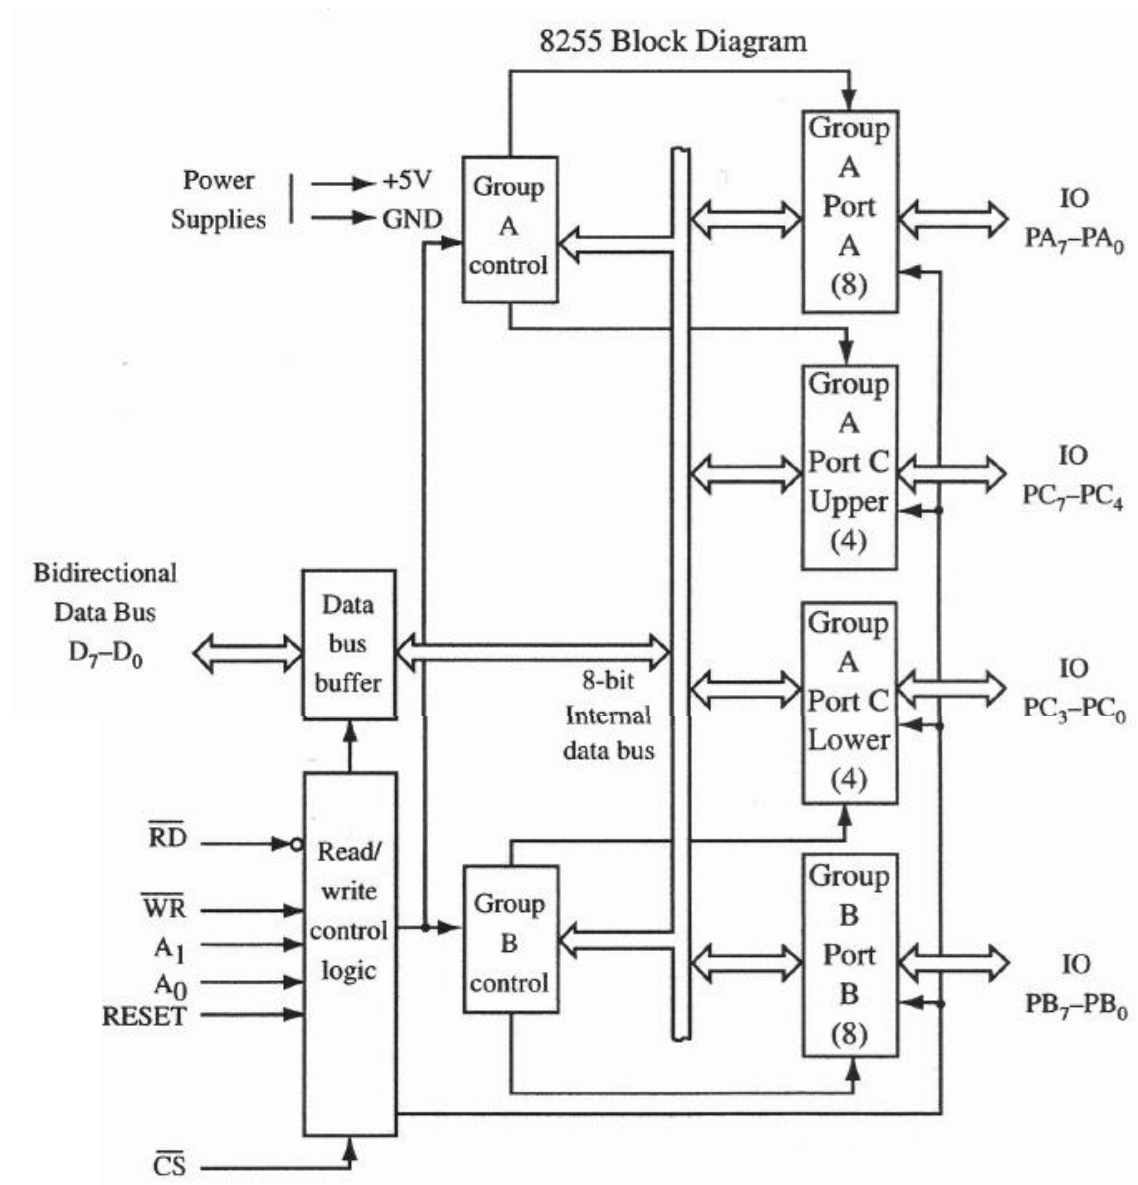 8255 Block Diagram
Power
Supplies
+5V
GND
Group
A
control
Group
A
Port
A
(8)
IO
PA₇–PA₀
Group
A
Port C
Upper
(4)
IO
PC₇–PC₄
Bidirectional
Data Bus
D₇–D₀
Data
bus
buffer
8-bit
Internal
data bus
Group
A
Port C
Lower
(4)
IO
PC₃–PC₀
R̅D̅
W̅R̅
A₁
A₀
RESET
C̅S̅
Read/
write
control
logic
Group
B
control
Group
B
Port
B
(8)
IO
PB₇–PB₀